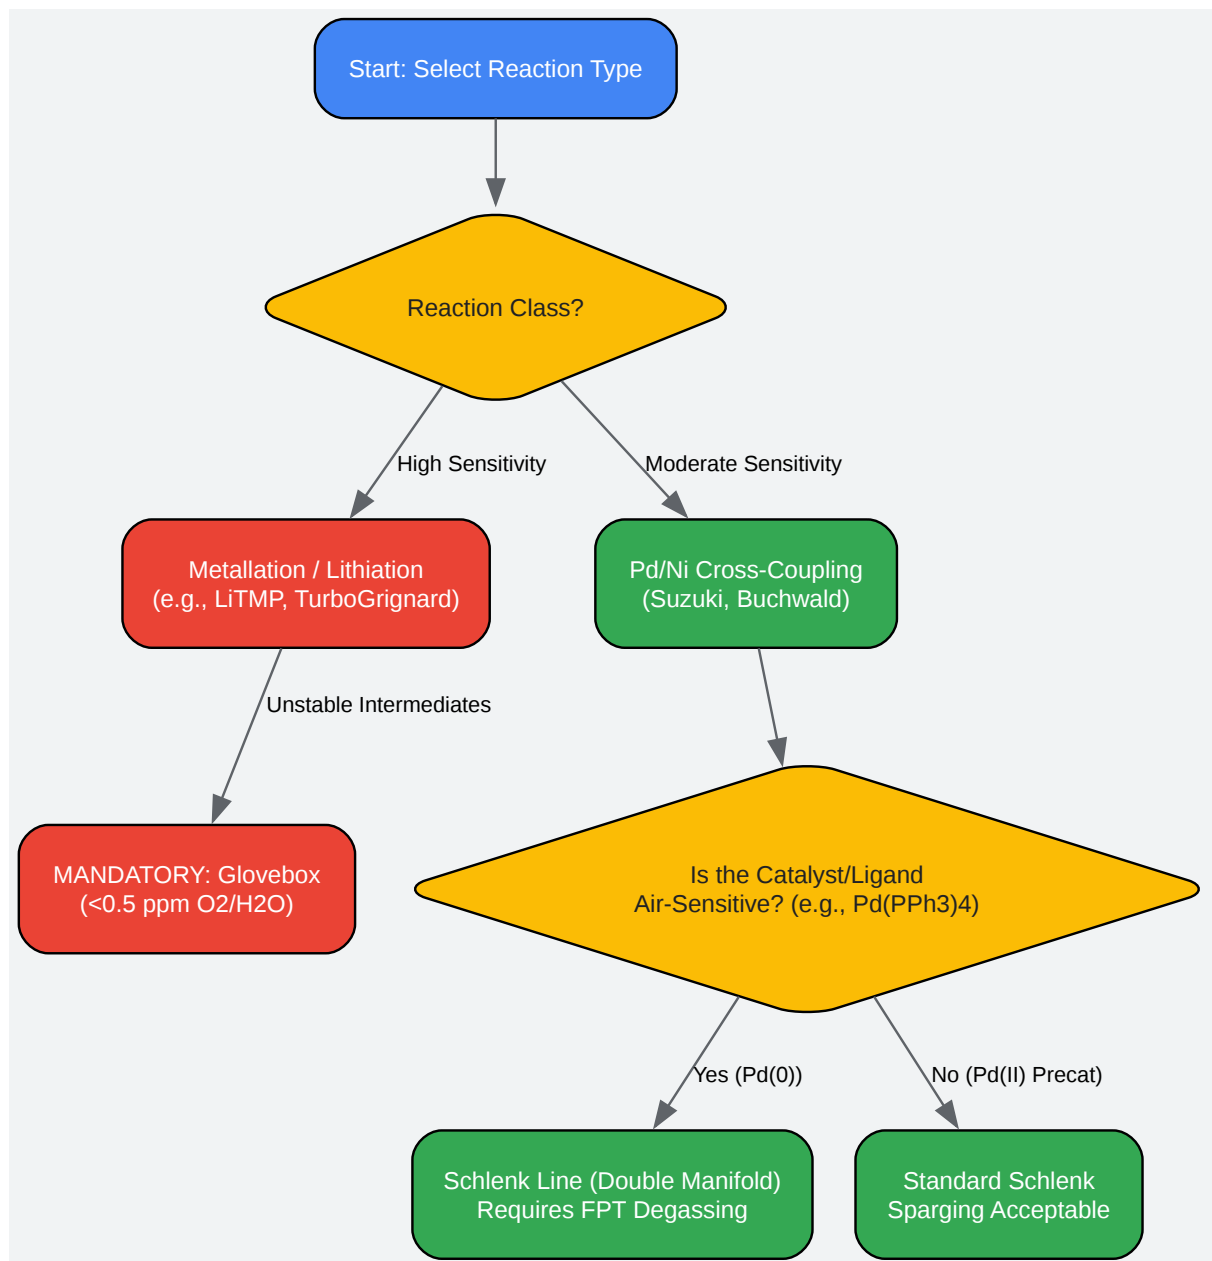 Start: Select Reaction Type
Reaction Class?
High Sensitivity
Moderate Sensitivity
Metallation / Lithiation
(e.g., LiTMP, TurboGrignard)
Pd/Ni Cross-Coupling
(Suzuki, Buchwald)
Unstable Intermediates
MANDATORY: Glovebox
(<0.5 ppm O2/H2O)
Is the Catalyst/Ligand
Air-Sensitive? (e.g., Pd(PPh3)4)
Yes (Pd(0))
No (Pd(II) Precat)
Schlenk Line (Double Manifold)
Requires FPT Degassing
Standard Schlenk
Sparging Acceptable